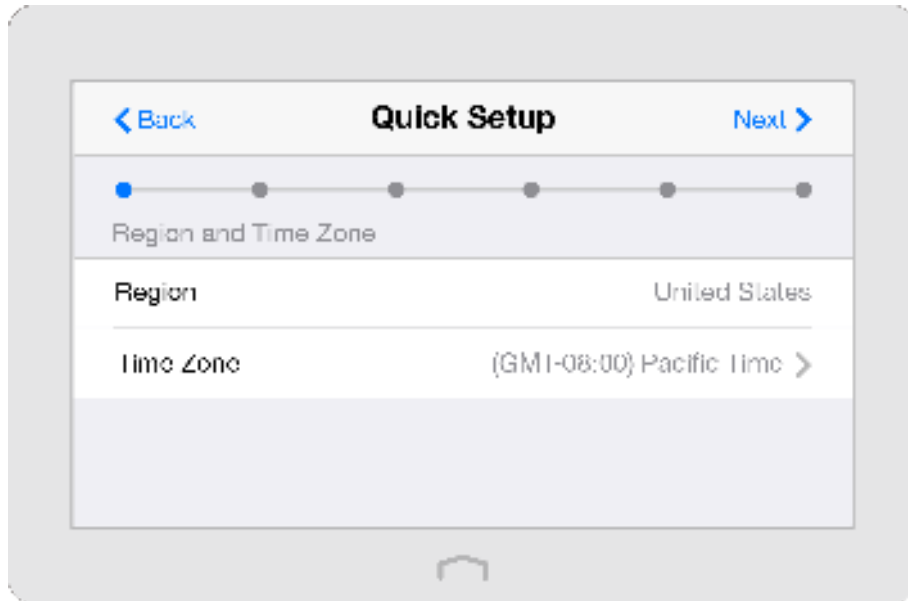 Back Quick Setup Next
Region and Time Zone
Region United States
Time Zone (GMT-08:00) Pacific Time